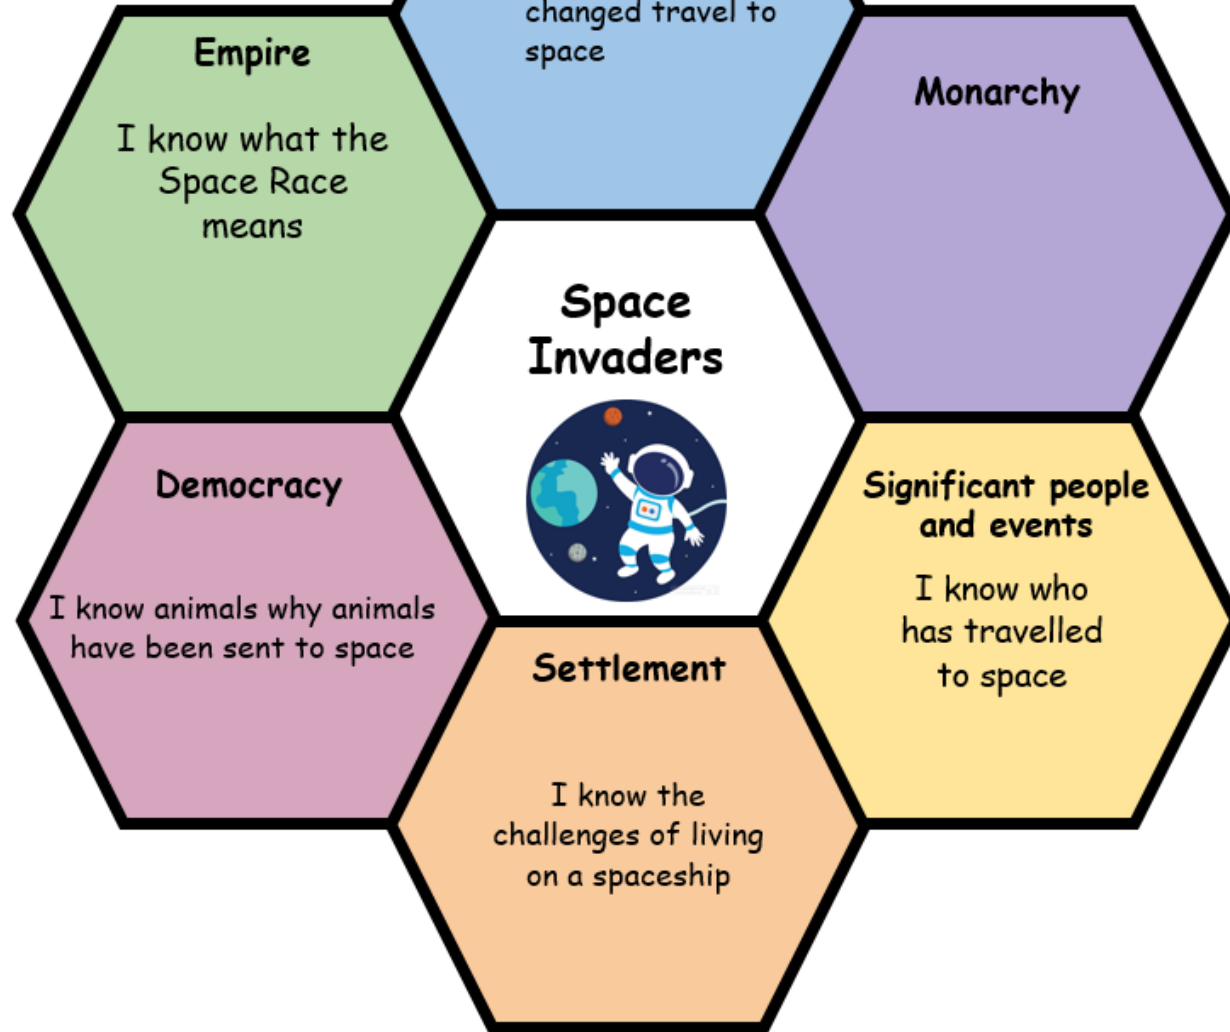 changed travel to
space
Empire
I know what the
Space Race
means
Monarchy
Space
Invaders
Democracy
I know animals why animals
have been sent to space
Significant people
and events
I know who
has travelled
to space
Settlement
I know the
challenges of living
on a spaceship